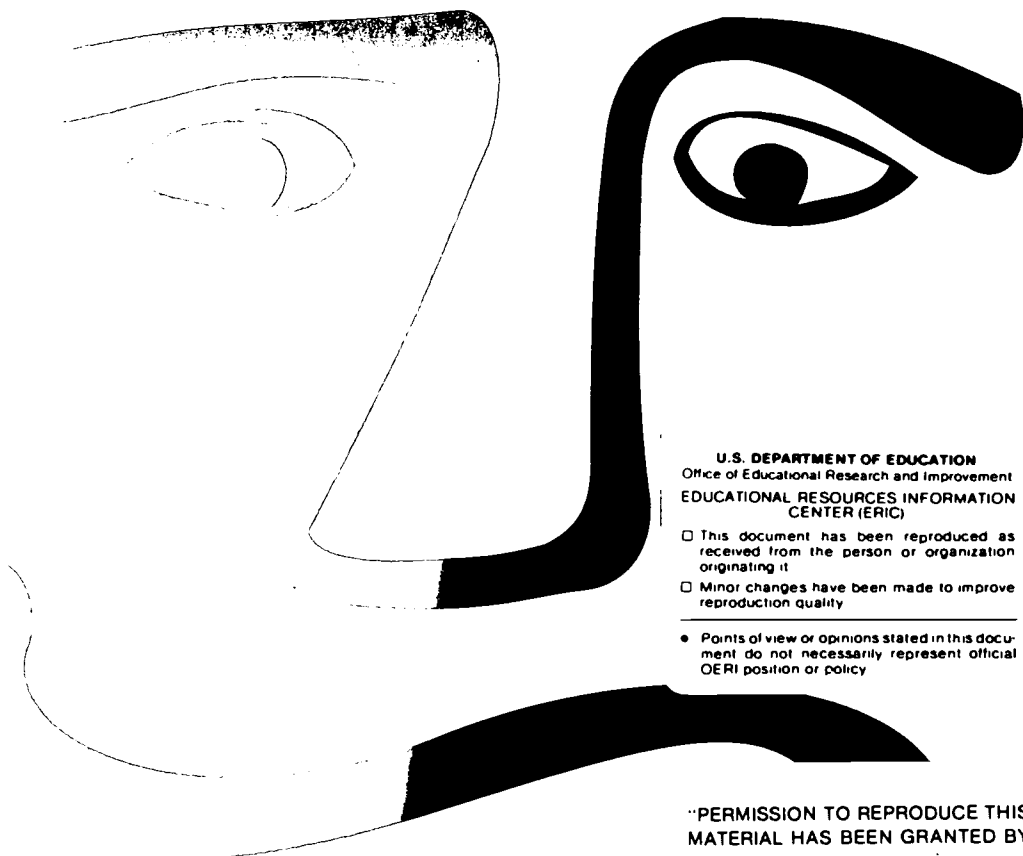 U.S. DEPARTMENT OF EDUCATION
Office of Educational Research and Improvement
EDUCATIONAL RESOURCES INFORMATION
CENTER (ERIC)
☐ This document has been reproduced as
received from the person or organization
originating it
☐ Minor changes have been made to improve
reproduction quality
● Points of view or opinions stated in this docu-
ment do not necessarily represent official
OERI position or policy
"PERMISSION TO REPRODUCE THIS
MATERIAL HAS BEEN GRANTED BY